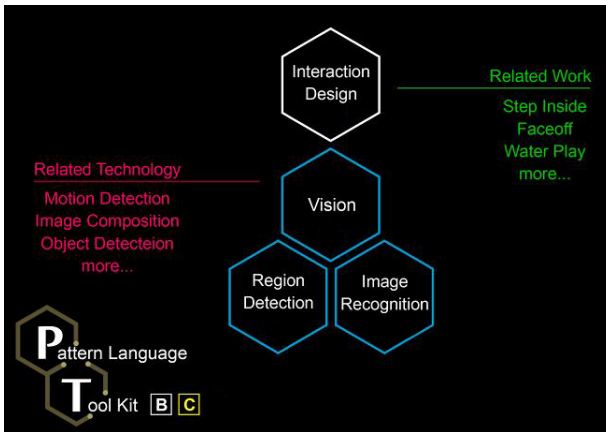 Interaction
Design
Related Work
Step Inside
Faceoff
Water Play
more...
Related Technology
Motion Detection
Image Composition
Object Detecteion
more...
Vision
Region
Detection
Image
Recognition
Pattern Language
Tool Kit B C